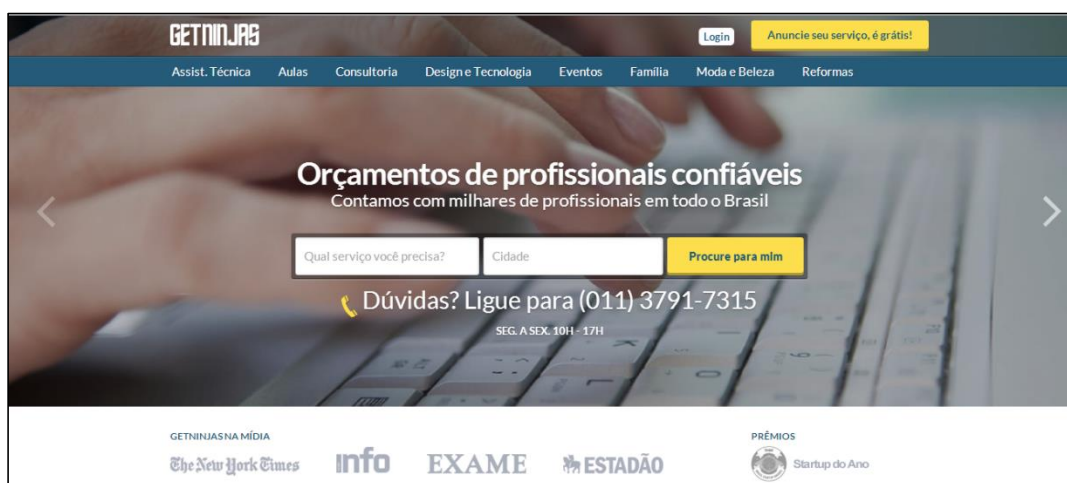 GETNINJAS
Login
Anuncie seu serviço, é grátis!
Assist. Técnica Aulas Consultoria Design e Tecnologia Eventos Família Moda e Beleza Reformas
Orçamentos de profissionais confiáveis
Contamos com milhares de profissionais em todo o Brasil
Qual serviço você precisa? Cidade Procure para mim
Dúvidas? Ligue para (011) 3791-7315
SEG. A SEX. 10H - 17H
GETNINJAS NA MÍDIA PRÊMIOS
The New York Times info EXAME ESTADÃO Startup do Ano